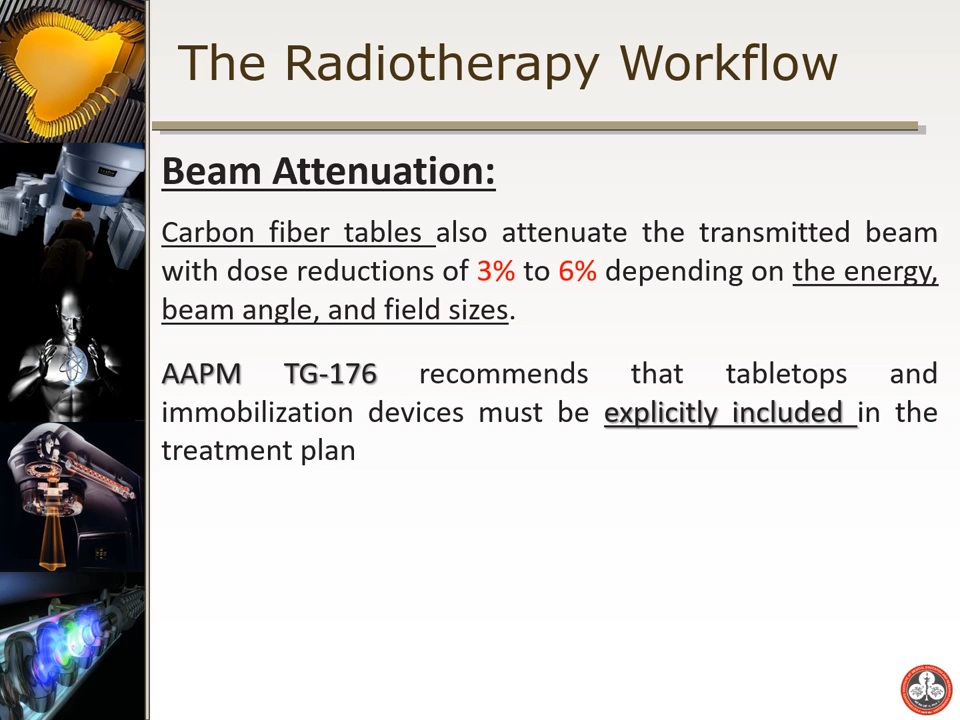 The Radiotherapy Workflow
Beam Attenuation:
Carbon fiber tables also attenuate the transmitted beam
with dose reductions of 3% to 6% depending on the energy,
beam angle, and field sizes.
AAPM TG-176 recommends that tabletops and
immobilization devices must be explicitly included in the
treatment plan